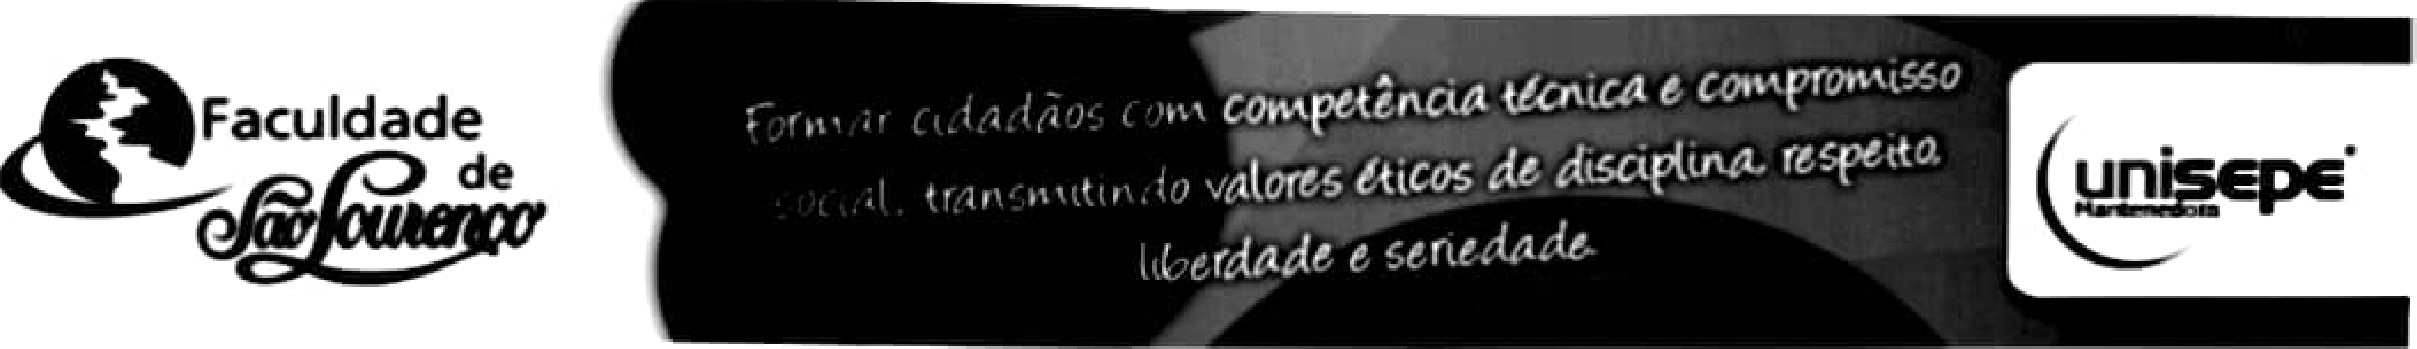 Faculdade
de
São Lourenço
Formar cidadãos com competência técnica e compromisso
social, transmitindo valores éticos de disciplina, respeito,
liberdade e seriedade.
unisepe
Mantenedora